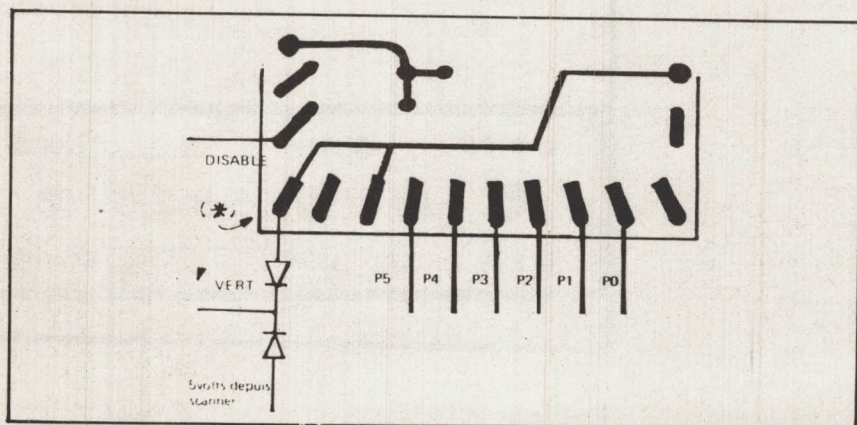 DISABLE
(*)
VERT
P5 P4 P3 P2 P1 P0
5volts depuis
scanner